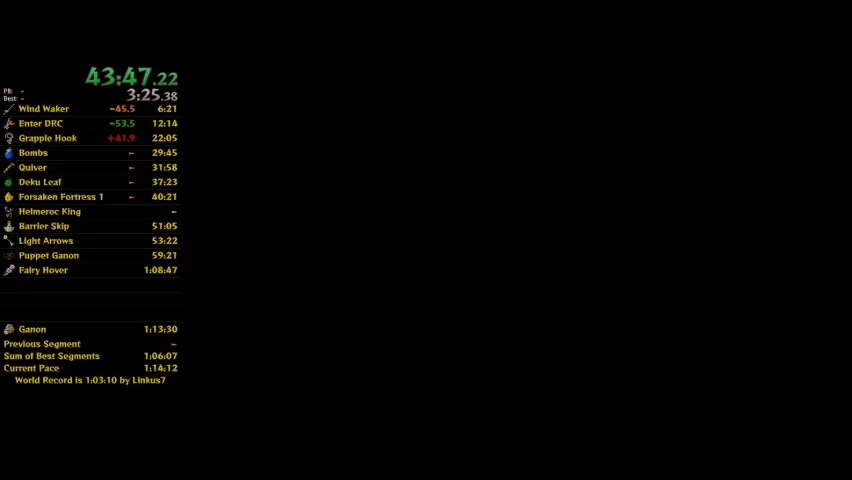 43:47.22
PB: -
Best: -
3:25.38
Wind Waker -45.5 6:21
Enter DRC -53.5 12:14
Grapple Hook +41.9 22:05
Bombs - 29:45
Quiver - 31:58
Deku Leaf - 37:23
Forsaken Fortress 1 - 40:21
Helmeroc King -
Barrier Skip 51:05
Light Arrows 53:22
Puppet Ganon 59:21
Fairy Hover 1:08:47
Ganon 1:13:30
Previous Segment -
Sum of Best Segments 1:06:07
Current Pace 1:14:12
World Record is 1:03:10 by Linkus7